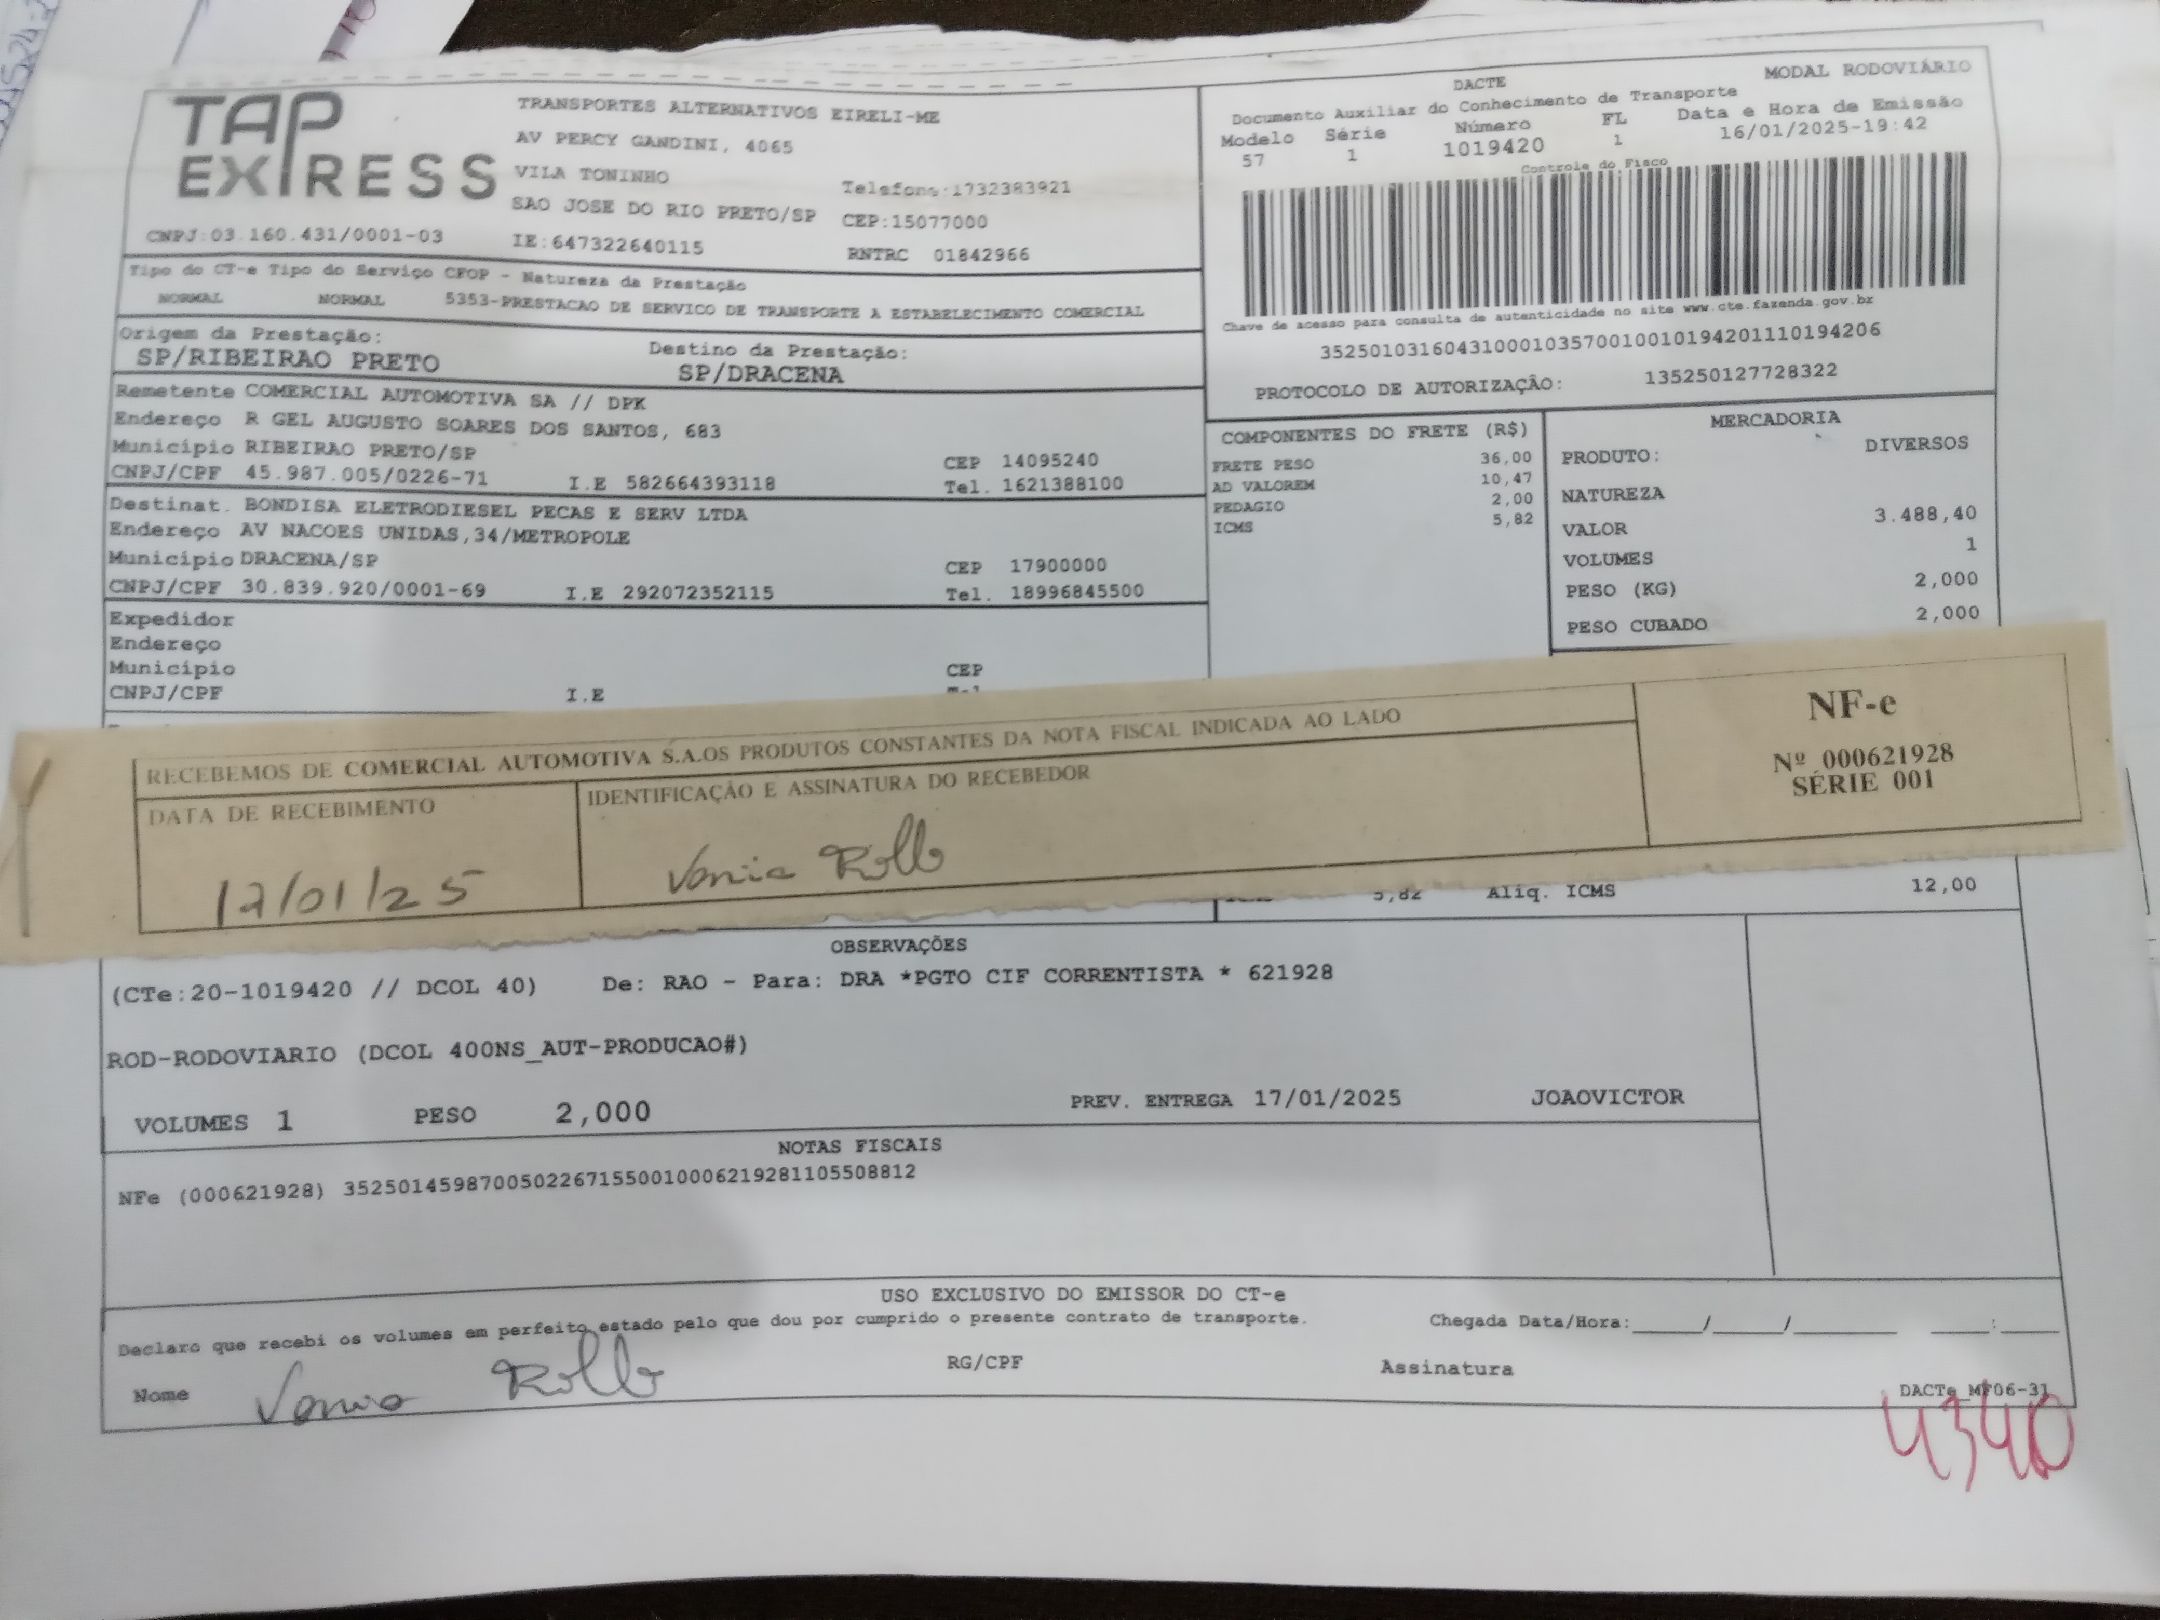 TAP
EXPRESS
TRANSPORTES ALTERNATIVOS EIRELI-ME
AV PERCY GANDINI, 4065
VILA TONINHO
Telefone:1732383921
SAO JOSE DO RIO PRETO/SP CEP:15077000
CNPJ:03.160.431/0001-03 IE:647322640115 RNTRC 01842966
DACTE MODAL RODOVIÁRIO
Documento Auxiliar do Conhecimento de Transporte
Modelo Série Número FL Data e Hora de Emissão
57 1 1019420 1 16/01/2025-19:42
Controle do Fisco
Chave de acesso para consulta de autenticidade no site www.cte.fazenda.gov.br
35250103160431000103570010010194201110194206
PROTOCOLO DE AUTORIZAÇÃO: 135250127728322
Tipo do CT-e Tipo do Serviço CFOP - Natureza da Prestação
NORMAL NORMAL 5353-PRESTACAO DE SERVICO DE TRANSPORTE A ESTABELECIMENTO COMERCIAL
Origem da Prestação: Destino da Prestação:
SP/RIBEIRAO PRETO SP/DRACENA
Remetente COMERCIAL AUTOMOTIVA SA // DPK
Endereço R GEL AUGUSTO SOARES DOS SANTOS, 683
Município RIBEIRAO PRETO/SP CEP 14095240
CNPJ/CPF 45.987.005/0226-71 I.E 582664393118 Tel. 1621388100
Destinat. BONDISA ELETRODIESEL PECAS E SERV LTDA
Endereço AV NACOES UNIDAS,34/METROPOLE
Município DRACENA/SP CEP 17900000
CNPJ/CPF 30.839.920/0001-69 I.E 292072352115 Tel. 18996845500
Expedidor
Endereço
Município CEP
CNPJ/CPF I.E
COMPONENTES DO FRETE (R$)
FRETE PESO 36,00
AD VALOREM 10,47
PEDAGIO 2,00
ICMS 5,82
MERCADORIA
PRODUTO: DIVERSOS
NATUREZA
VALOR 3.488,40
VOLUMES 1
PESO (KG) 2,000
PESO CUBADO 2,000
RECEBEMOS DE COMERCIAL AUTOMOTIVA S.A.OS PRODUTOS CONSTANTES DA NOTA FISCAL INDICADA AO LADO
DATA DE RECEBIMENTO IDENTIFICAÇÃO E ASSINATURA DO RECEBEDOR
17/01/25 Vania Rollo
NF-e
Nº 000621928
SÉRIE 001
5,82 Aliq. ICMS 12,00
OBSERVAÇÕES
(CTe:20-1019420 // DCOL 40) De: RAO - Para: DRA *PGTO CIF CORRENTISTA * 621928
ROD-RODOVIARIO (DCOL 400NS_AUT-PRODUCAO#)
VOLUMES 1 PESO 2,000 PREV. ENTREGA 17/01/2025 JOAOVICTOR
NOTAS FISCAIS
NFe (000621928) 35250145987005022671550010006219281105508812
USO EXCLUSIVO DO EMISSOR DO CT-e
Declaro que recebi os volumes em perfeito estado pelo que dou por cumprido o presente contrato de transporte. Chegada Data/Hora:_____/_____/_______ ____:____
Nome Vania Rollo RG/CPF Assinatura
DACTe_MF06-31
4340